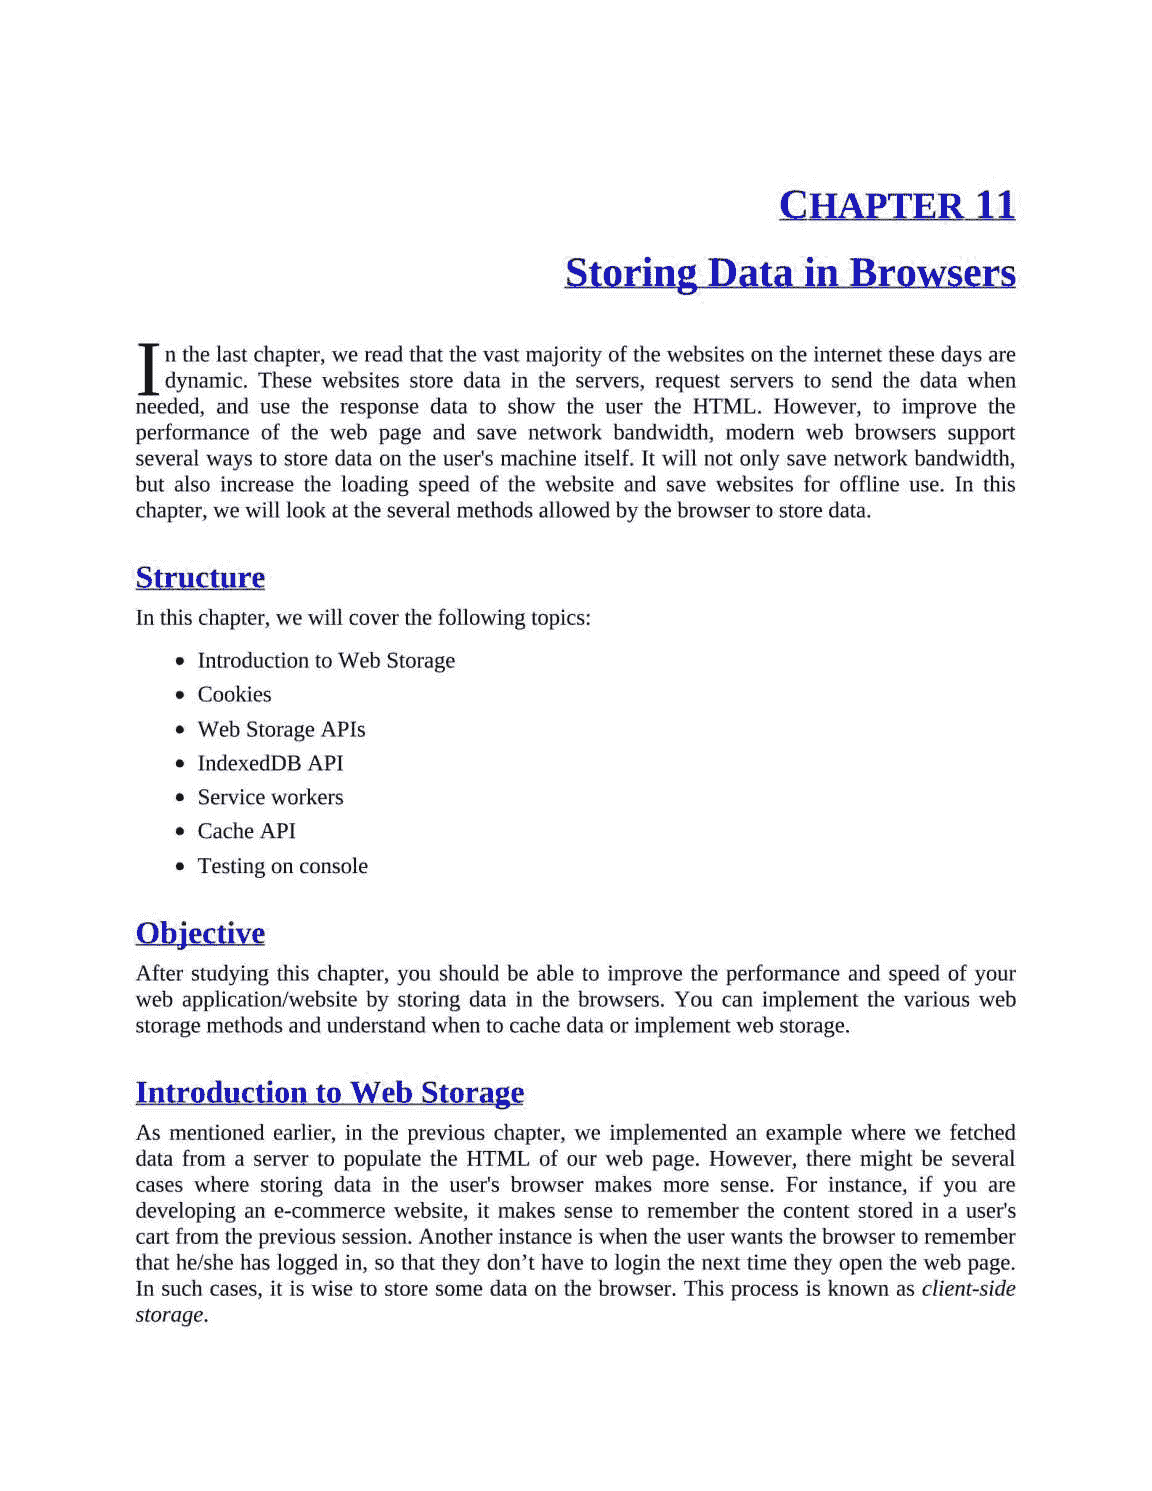 CHAPTER 11
Storing Data in Browsers
In the last chapter, we read that the vast majority of the websites on the internet these days are
dynamic. These websites store data in the servers, request servers to send the data when
needed, and use the response data to show the user the HTML. However, to improve the
performance of the web page and save network bandwidth, modern web browsers support
several ways to store data on the user's machine itself. It will not only save network bandwidth,
but also increase the loading speed of the website and save websites for offline use. In this
chapter, we will look at the several methods allowed by the browser to store data.
Structure
In this chapter, we will cover the following topics:
• Introduction to Web Storage
• Cookies
• Web Storage APIs
• IndexedDB API
• Service workers
• Cache API
• Testing on console
Objective
After studying this chapter, you should be able to improve the performance and speed of your
web application/website by storing data in the browsers. You can implement the various web
storage methods and understand when to cache data or implement web storage.
Introduction to Web Storage
As mentioned earlier, in the previous chapter, we implemented an example where we fetched
data from a server to populate the HTML of our web page. However, there might be several
cases where storing data in the user's browser makes more sense. For instance, if you are
developing an e-commerce website, it makes sense to remember the content stored in a user's
cart from the previous session. Another instance is when the user wants the browser to remember
that he/she has logged in, so that they don’t have to login the next time they open the web page.
In such cases, it is wise to store some data on the browser. This process is known as client-side
storage.